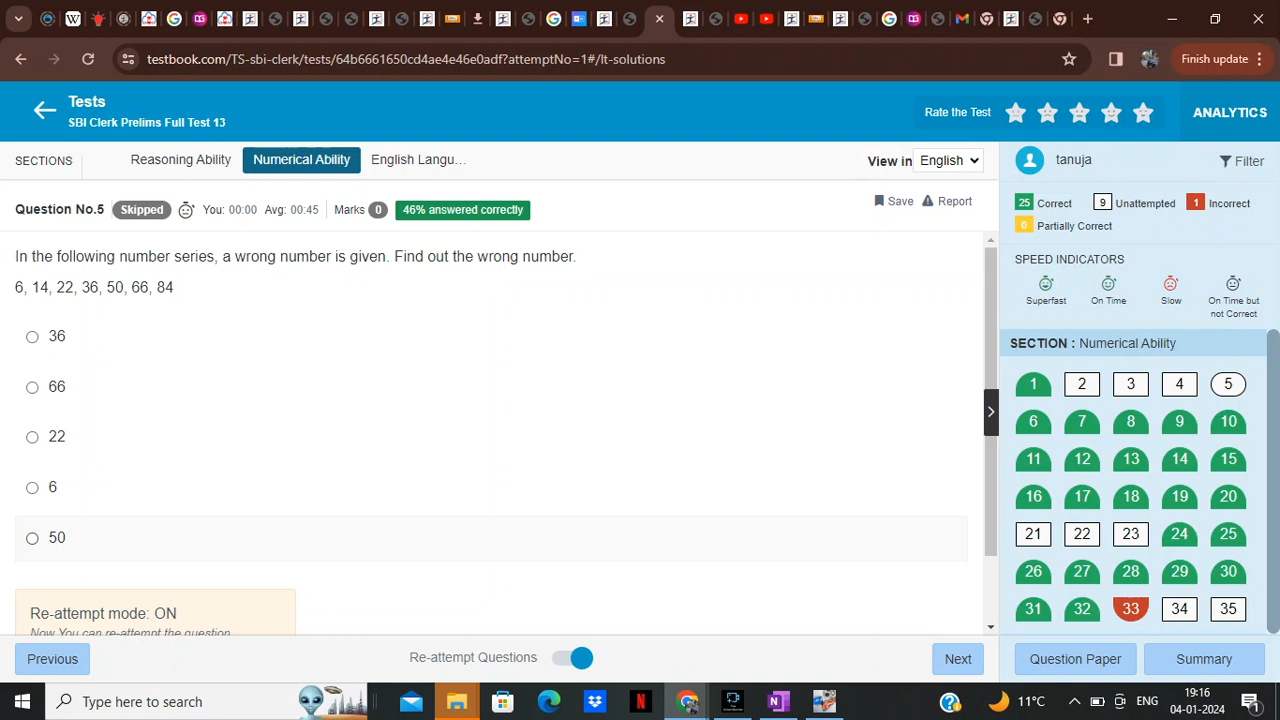 testbook.com/TS-sbi-clerk/tests/64b6661650cd4ae4e46e0adf?attemptNo=1#/lt-solutions
Finish update
Tests
SBI Clerk Prelims Full Test 13
Rate the Test
ANALYTICS
SECTIONS
Reasoning Ability
Numerical Ability
English Langu...
View in
English
tanuja
Filter
Question No.5
Skipped
You: 00:00
Avg: 00:45
Marks
0
46% answered correctly
Save
Report
25 Correct
9 Unattempted
1 Incorrect
0 Partially Correct
In the following number series, a wrong number is given. Find out the wrong number.
6, 14, 22, 36, 50, 66, 84
36
66
22
6
50
SPEED INDICATORS
Superfast
On Time
Slow
On Time but
not Correct
SECTION : Numerical Ability
1 2 3 4 5
6 7 8 9 10
11 12 13 14 15
16 17 18 19 20
21 22 23 24 25
26 27 28 29 30
31 32 33 34 35
Re-attempt mode: ON
Now You can re-attempt the question
Previous
Re-attempt Questions
Next
Question Paper
Summary
Type here to search
11°C
ENG
19:16
04-01-2024
1